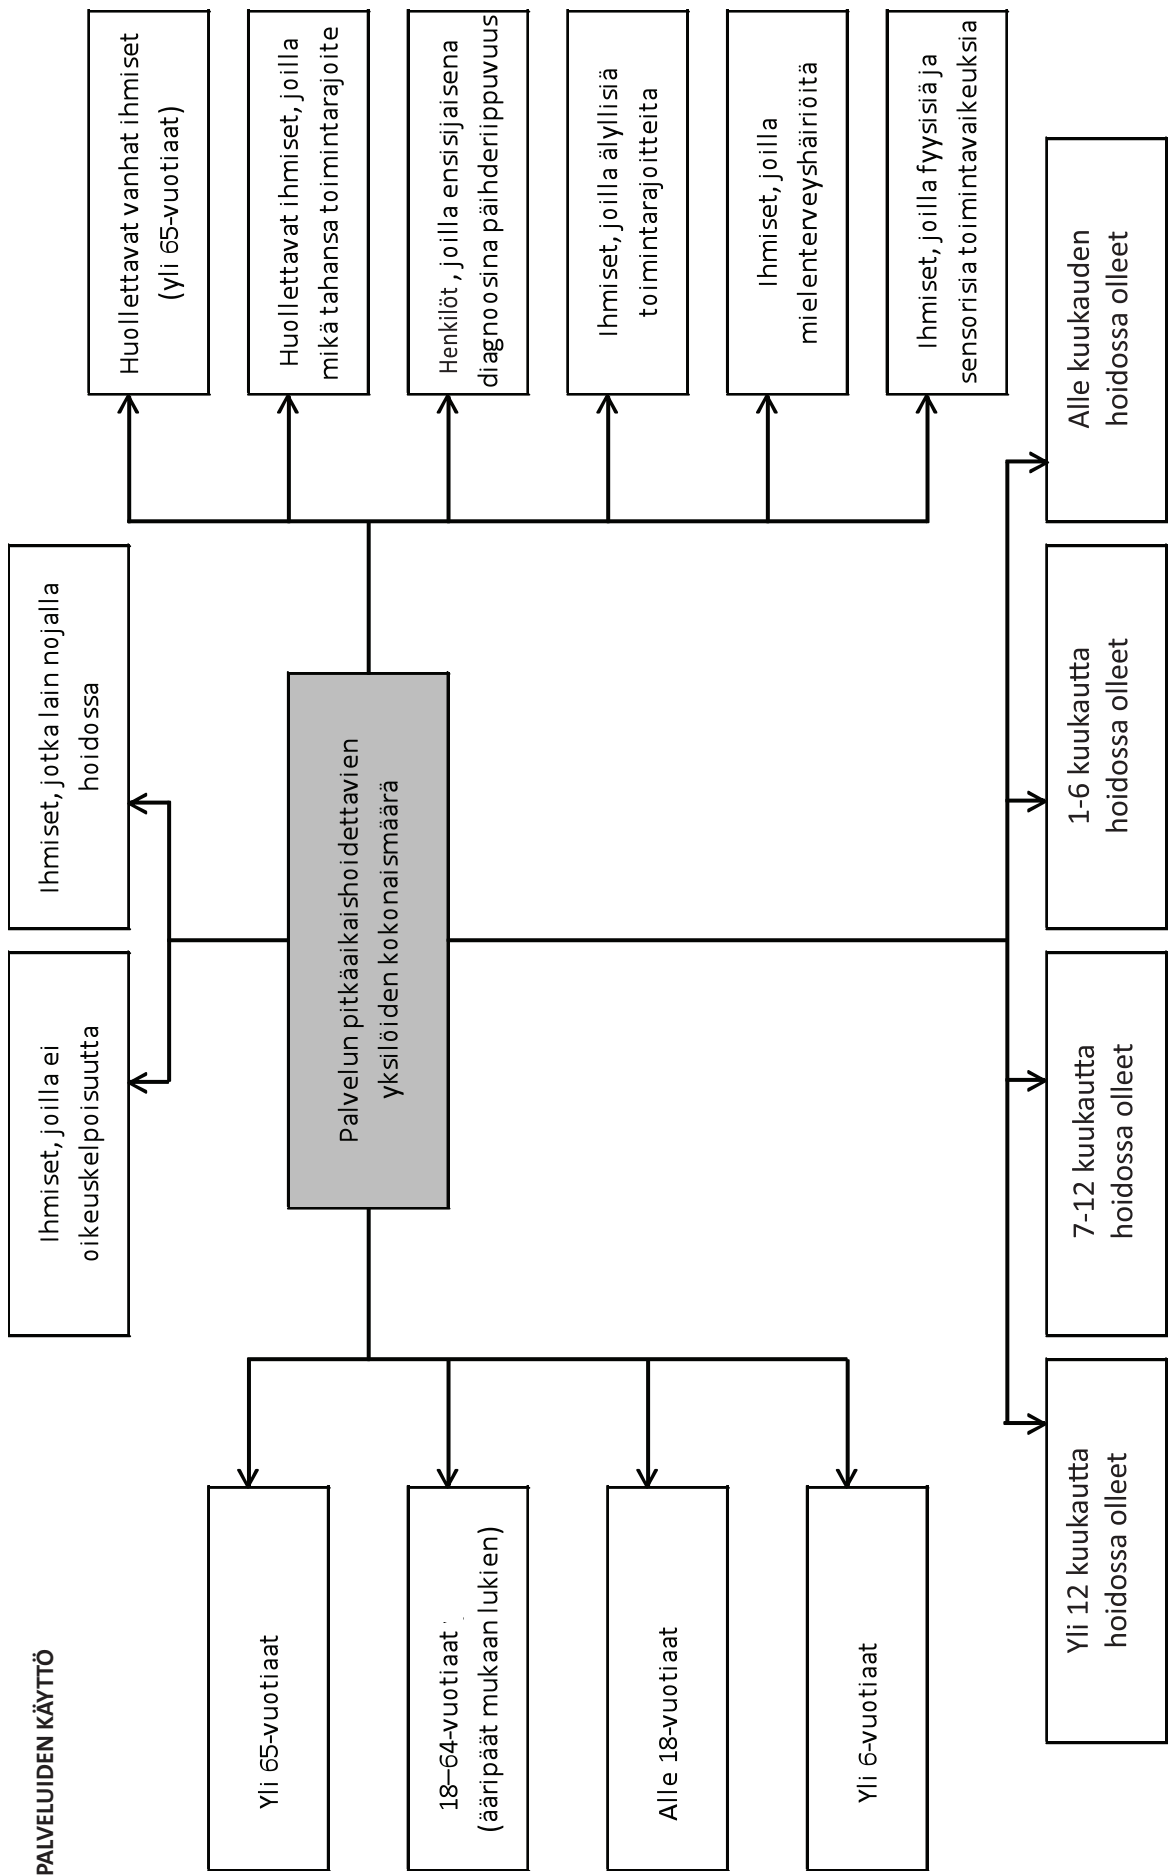 PALVELUIDEN KÄYTTÖ
Ihmiset, joilla ei
oikeuskelpoisuutta
Ihmiset, jotka lain nojalla
hoidossa
Yli 65-vuotiaat
18–64-vuotiaat
(ääripäät mukaan lukien)
Alle 18-vuotiaat
Yli 6-vuotiaat
Palvelun pitkäaikaishoidettavien
yksilöiden kokonaismäärä
Huollettavat vanhat ihmiset
(yli 65-vuotiaat)
Huollettavat ihmiset, joilla
mikä tahansa toimintarajoite
Henkilöt, joilla ensisijaisena
diagnoosina päihderiippuvuus
Ihmiset, joilla älyllisiä
toimintarajoitteita
Ihmiset, joilla
mielenterveyshäiriöitä
Ihmiset, joilla fyysisiä ja
sensorisia toimintavaikeuksia
Yli 12 kuukautta
hoidossa olleet
7-12 kuukautta
hoidossa olleet
1-6 kuukautta
hoidossa olleet
Alle kuukauden
hoidossa olleet